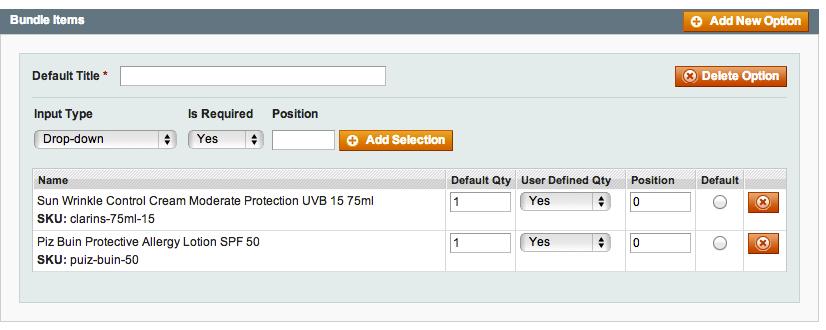 Bundle Items
Add New Option
Default Title *
Delete Option
Input Type Is Required Position
Drop-down Yes Add Selection
Name Default Qty User Defined Qty Position Default
Sun Wrinkle Control Cream Moderate Protection UVB 15 75ml 1 Yes 0
SKU: clarins-75ml-15
Piz Buin Protective Allergy Lotion SPF 50 1 Yes 0
SKU: puiz-buin-50